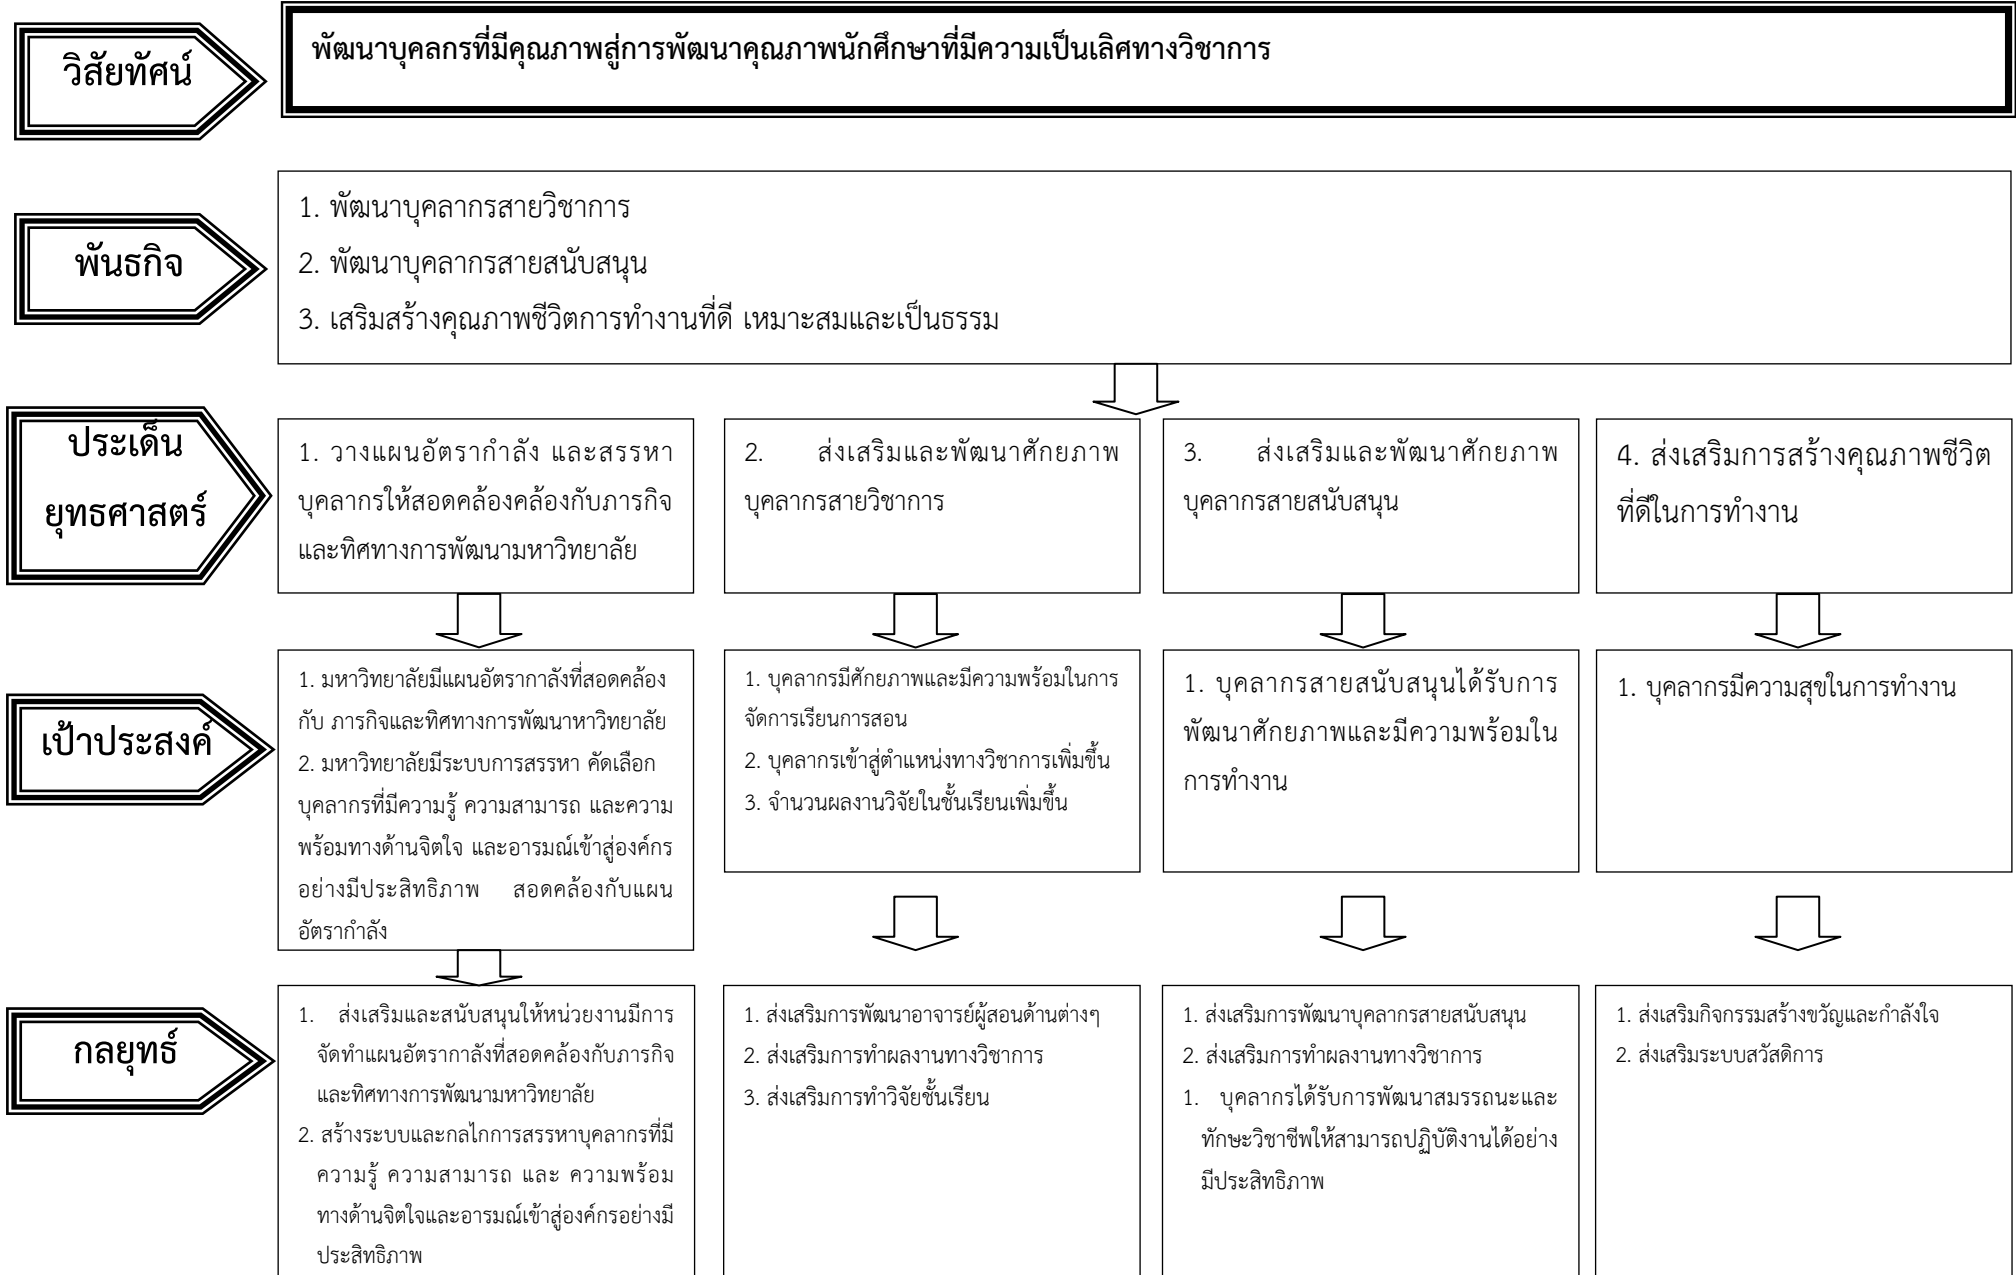 วิสัยทัศน์
พัฒนาบุคลกรที่มีคุณภาพสู่การพัฒนาคุณภาพนักศึกษาที่มีความเป็นเลิศทางวิชาการ
พันธกิจ
1. พัฒนาบุคลากรสายวิชาการ
2. พัฒนาบุคลากรสายสนับสนุน
3. เสริมสร้างคุณภาพชีวิตการทำงานที่ดี เหมาะสมและเป็นธรรม
ประเด็น
ยุทธศาสตร์
1. วางแผนอัตรากำลัง และสรรหา
บุคลากรให้สอดคล้องคล้องกับภารกิจ
และทิศทางการพัฒนามหาวิทยาลัย
2. ส่งเสริมและพัฒนาศักยภาพ
บุคลากรสายวิชาการ
3. ส่งเสริมและพัฒนาศักยภาพ
บุคลากรสายสนับสนุน
4. ส่งเสริมการสร้างคุณภาพชีวิต
ที่ดีในการทำงาน
เป้าประสงค์
1. มหาวิทยาลัยมีแผนอัตรากาลังที่สอดคล้อง
กับ ภารกิจและทิศทางการพัฒนาหาวิทยาลัย
2. มหาวิทยาลัยมีระบบการสรรหา คัดเลือก
บุคลากรที่มีความรู้ ความสามารถ และความ
พร้อมทางด้านจิตใจ และอารมณ์เข้าสู่องค์กร
อย่างมีประสิทธิภาพ สอดคล้องกับแผน
อัตรากำลัง
1. บุคลากรมีศักยภาพและมีความพร้อมในการ
จัดการเรียนการสอน
2. บุคลากรเข้าสู่ตำแหน่งทางวิชาการเพิ่มขึ้น
3. จำนวนผลงานวิจัยในชั้นเรียนเพิ่มขึ้น
1. บุคลากรสายสนับสนุนได้รับการ
พัฒนาศักยภาพและมีความพร้อมใน
การทำงาน
1. บุคลากรมีความสุขในการทำงาน
กลยุทธ์
1. ส่งเสริมและสนับสนุนให้หน่วยงานมีการ
จัดทำแผนอัตรากาลังที่สอดคล้องกับภารกิจ
และทิศทางการพัฒนามหาวิทยาลัย
2. สร้างระบบและกลไกการสรรหาบุคลากรที่มี
ความรู้ ความสามารถ และ ความพร้อม
ทางด้านจิตใจและอารมณ์เข้าสู่องค์กรอย่างมี
ประสิทธิภาพ
1. ส่งเสริมการพัฒนาอาจารย์ผู้สอนด้านต่างๆ
2. ส่งเสริมการทำผลงานทางวิชาการ
3. ส่งเสริมการทำวิจัยชั้นเรียน
1. ส่งเสริมการพัฒนาบุคลากรสายสนับสนุน
2. ส่งเสริมการทำผลงานทางวิชาการ
1. บุคลากรได้รับการพัฒนาสมรรถนะและ
ทักษะวิชาชีพให้สามารถปฏิบัติงานได้อย่าง
มีประสิทธิภาพ
1. ส่งเสริมกิจกรรมสร้างขวัญและกำลังใจ
2. ส่งเสริมระบบสวัสดิการ